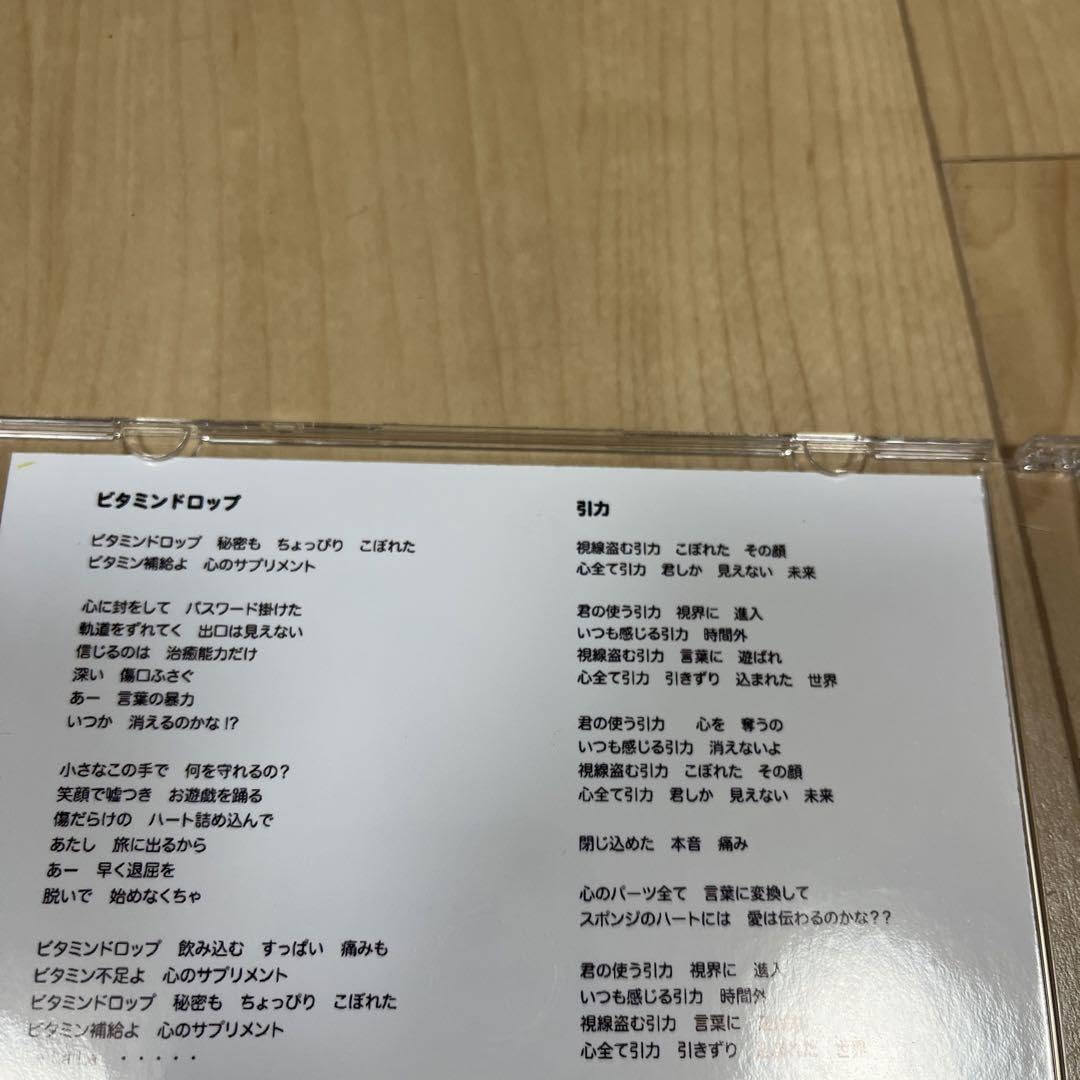 ビタミンドロップ
ビタミンドロップ　秘密も　ちょっぴり　こぼれた
ビタミン補給よ　心のサプリメント
心に封をして　パスワード掛けた
軌道をずれてく　出口は見えない
信じるのは　治癒能力だけ
深い　傷口ふさぐ
あー　言葉の暴力
いつか　消えるのかな!?
小さなこの手で　何を守れるの？
笑顔で嘘つき　お遊戯を踊る
傷だらけの　ハート詰め込んで
あたし　旅に出るから
あー　早く退屈を
脱いで　始めなくちゃ
ビタミンドロップ　飲み込む　すっぱい　痛みも
ビタミン不足よ　心のサプリメント
ビタミンドロップ　秘密も　ちょっぴり　こぼれた
ビタミン補給よ　心のサプリメント
引力
視線盗む引力　こぼれた　その顔
心全て引力　君しか　見えない　未来
君の使う引力　視界に　進入
いつも感じる引力　時間外
視線盗む引力　言葉に　遊ばれ
心全て引力　引きずり　込まれた　世界
君の使う引力　　心を　奪うの
いつも感じる引力　消えないよ
視線盗む引力　こぼれた　その顔
心全て引力　君しか　見えない　未来
閉じ込めた　本音　痛み
心のパーツ全て　言葉に変換して
スポンジのハートには　愛は伝わるのかな？？
君の使う引力　視界に　進入
いつも感じる引力　時間外
視線盗む引力　言葉に　遊ばれ
心全て引力　引きずり　込まれた　世界